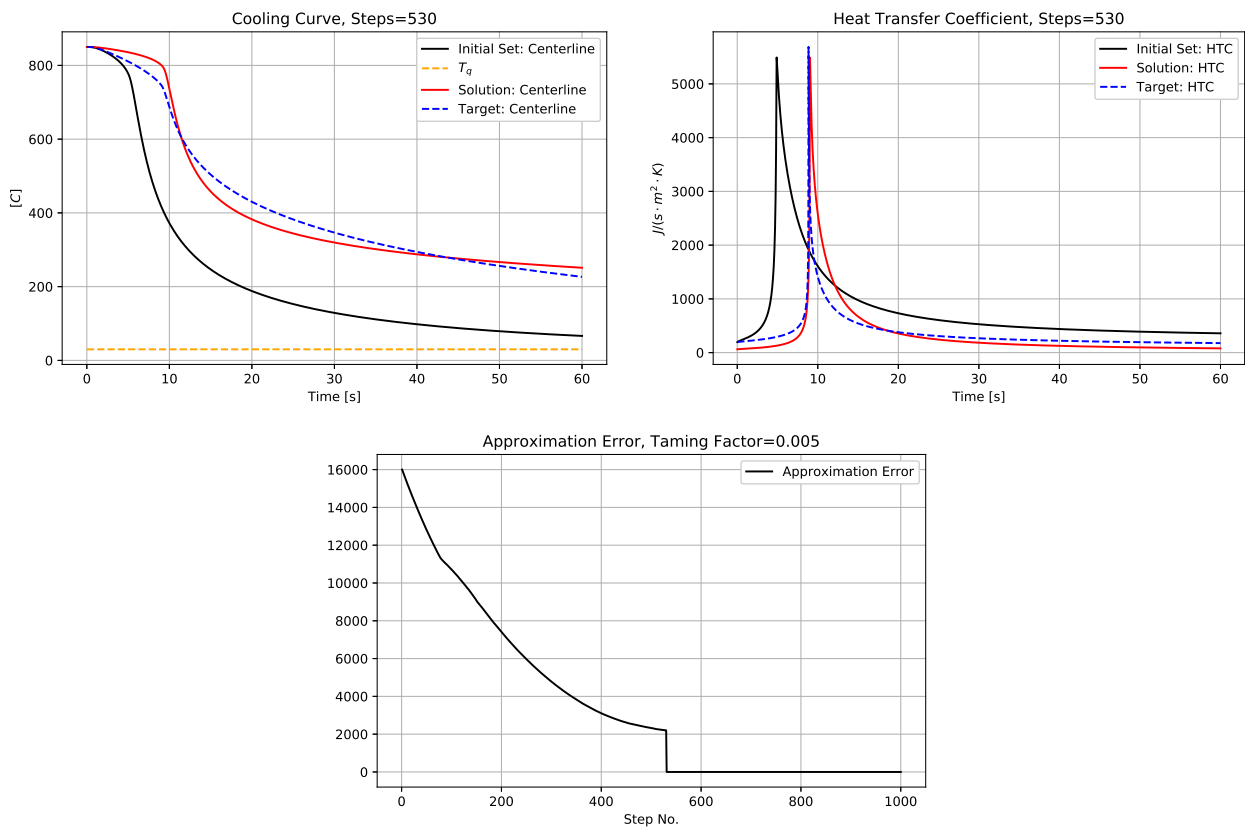 Cooling Curve, Steps=530
800
600
400
200
0
[C]
Initial Set: Centerline
T_q
Solution: Centerline
Target: Centerline
0 10 20 30 40 50 60
Time [s]
Heat Transfer Coefficient, Steps=530
5000
4000
3000
2000
1000
0
J/(s · m² · K)
Initial Set: HTC
Solution: HTC
Target: HTC
0 10 20 30 40 50 60
Time [s]
Approximation Error, Taming Factor=0.005
16000
14000
12000
10000
8000
6000
4000
2000
0
Approximation Error
0 200 400 600 800 1000
Step No.